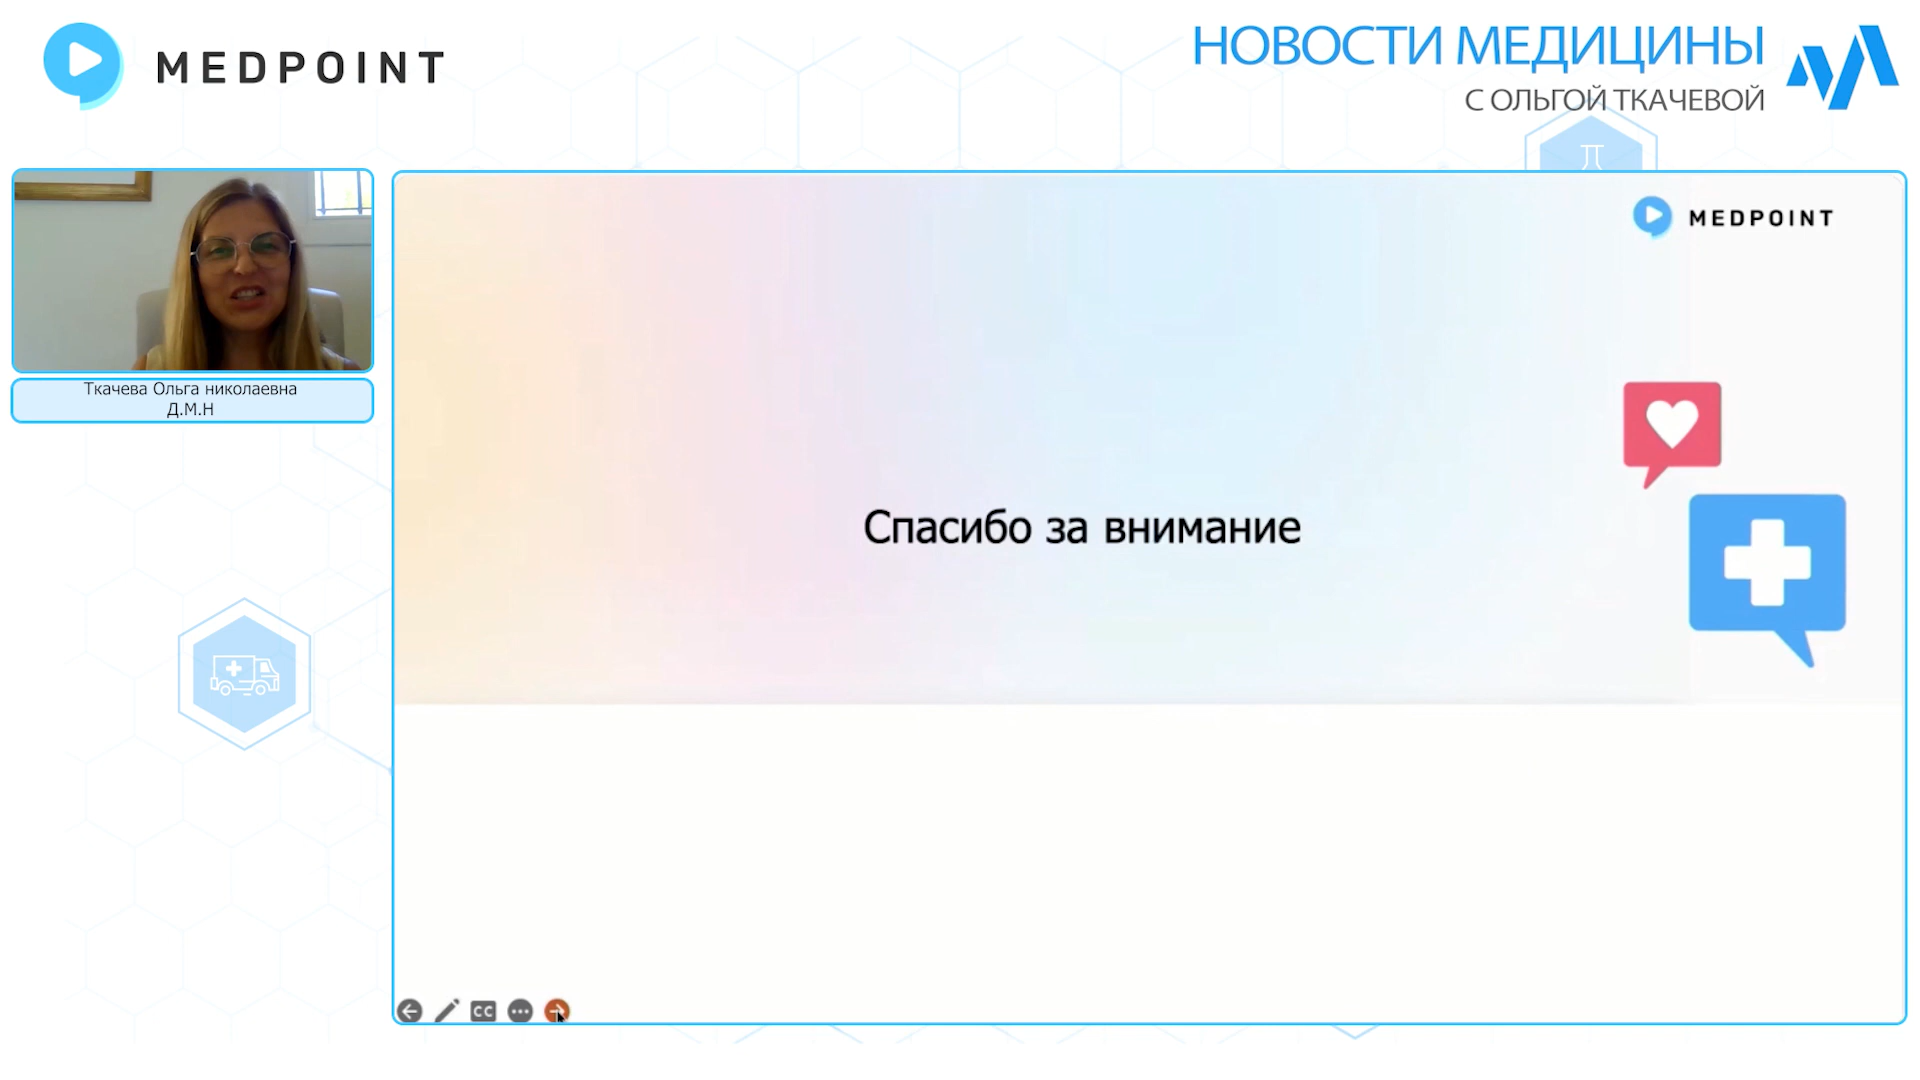 MEDPOINT
НОВОСТИ МЕДИЦИНЫ
С ОЛЬГОЙ ТКАЧЕВОЙ
Ткачева Ольга николаевна
Д.М.Н
MEDPOINT
Спасибо за внимание
CC